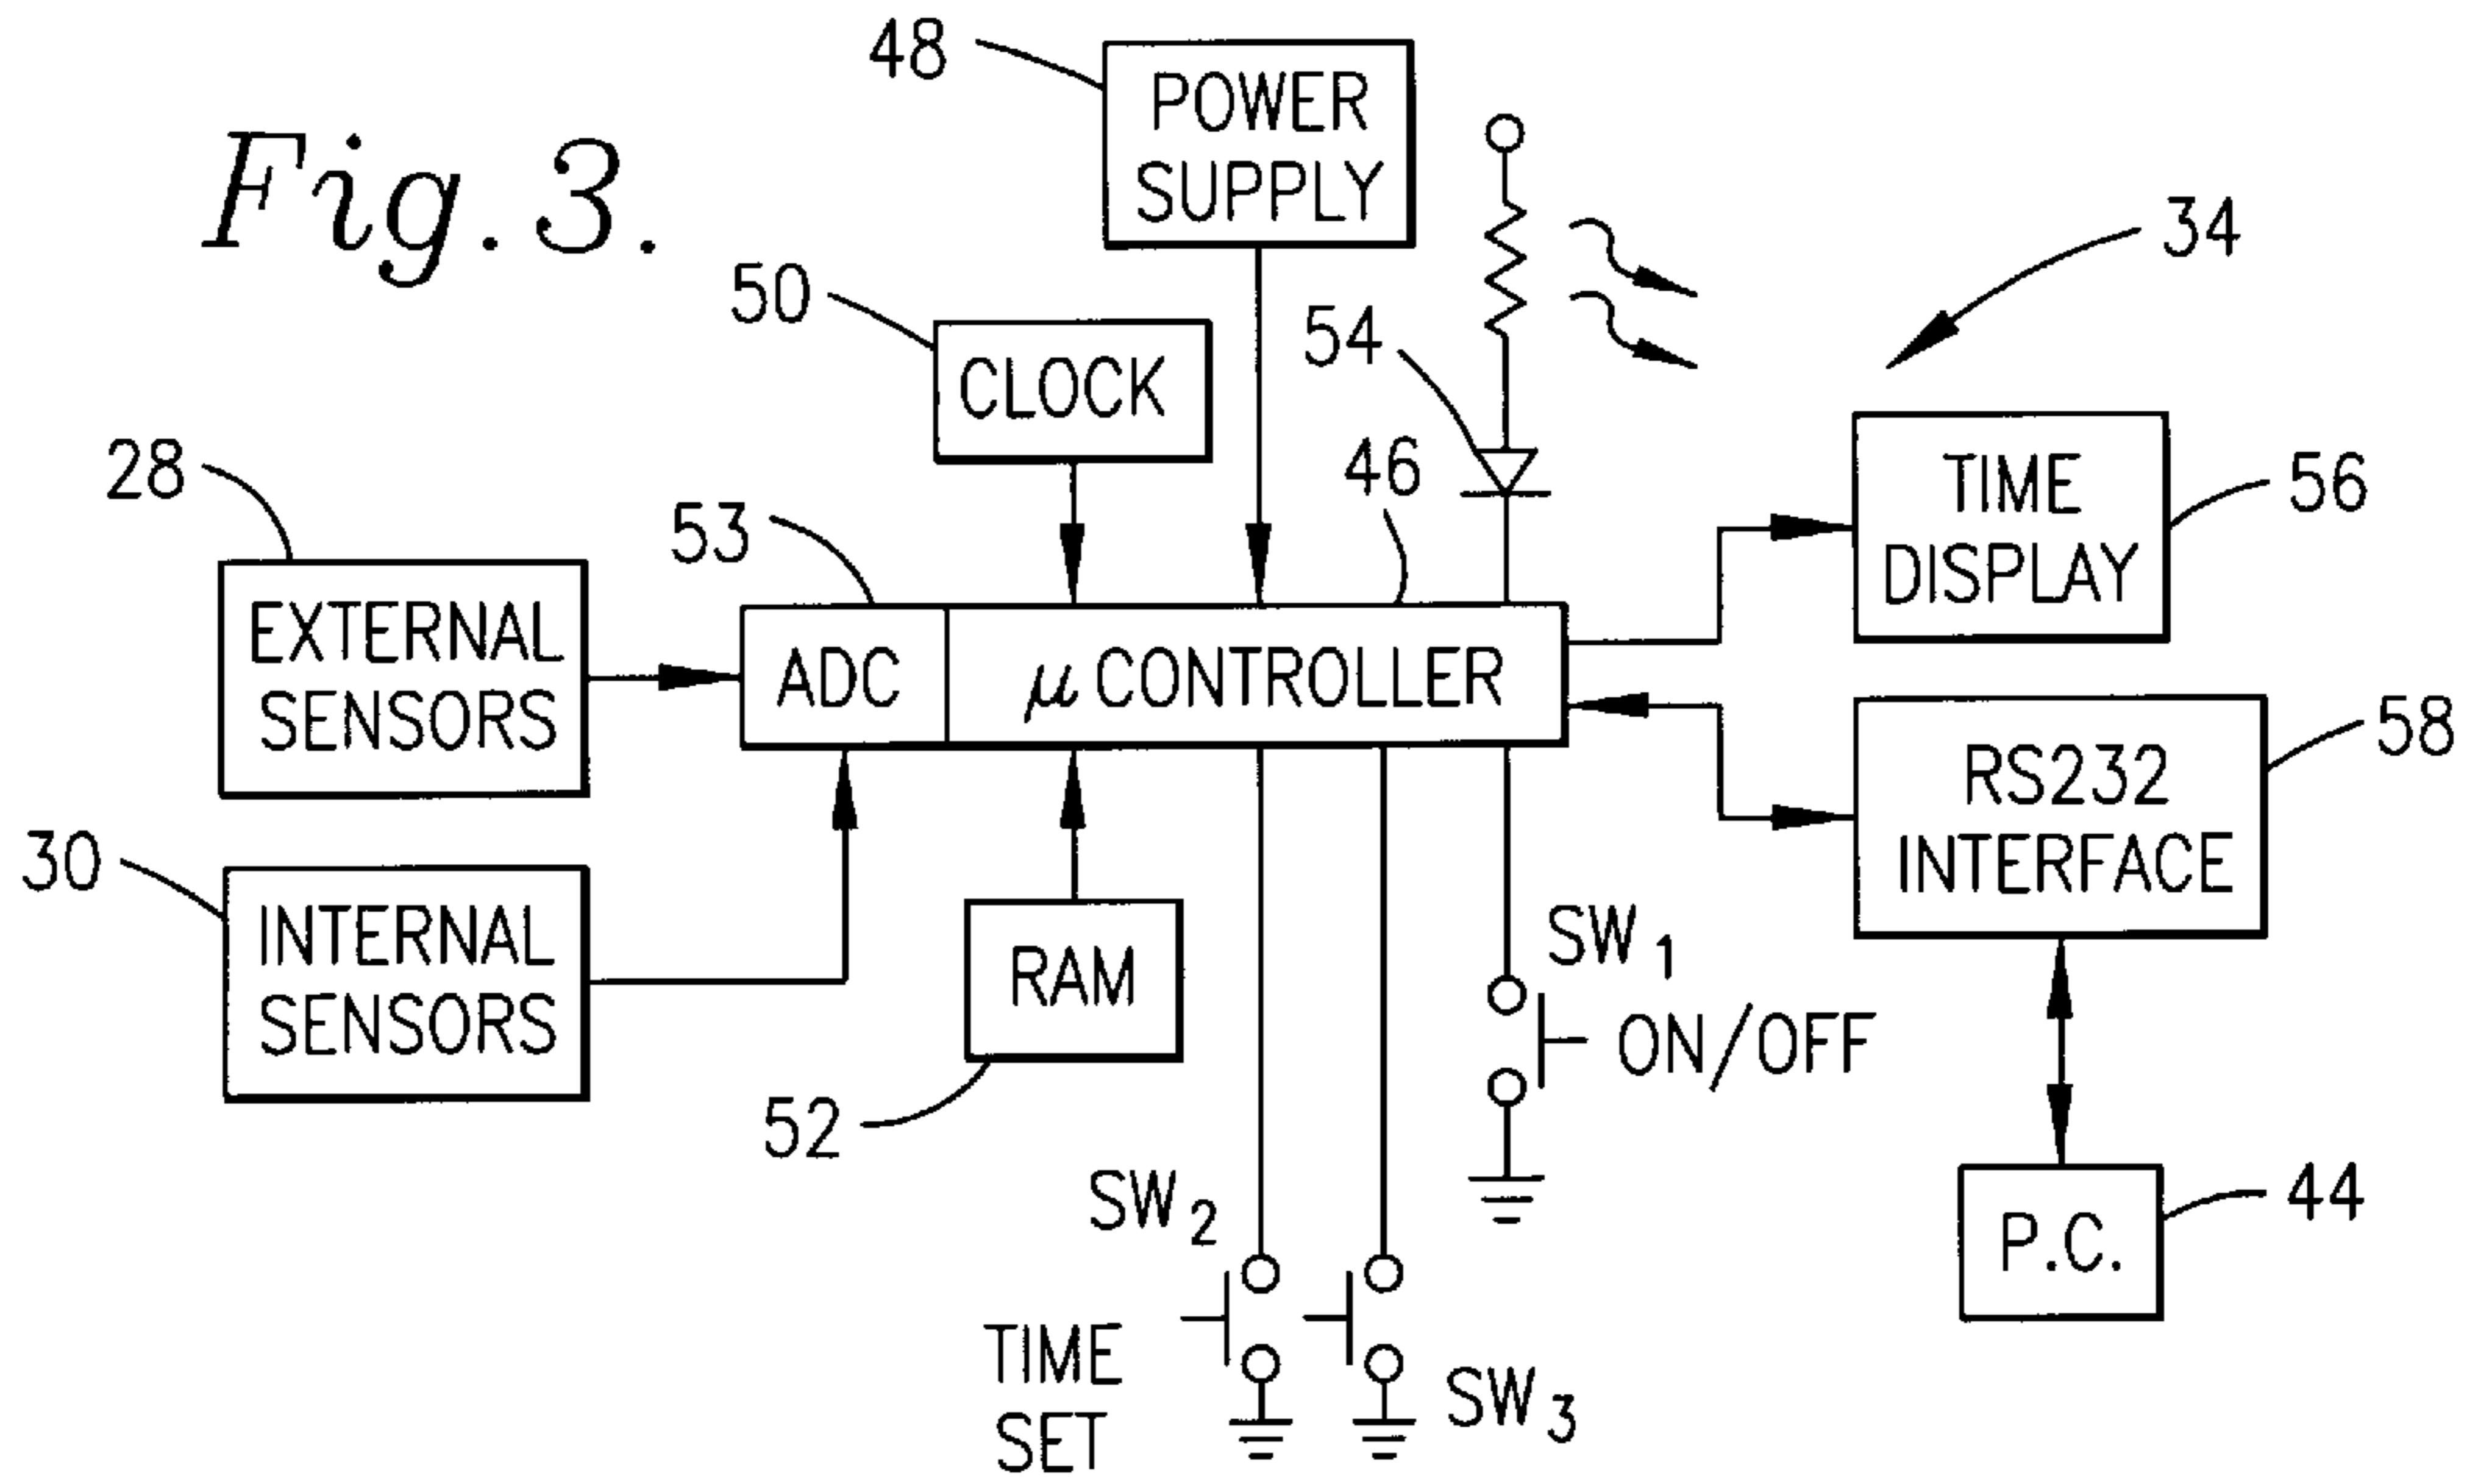 Fig. 3.
48
POWER
SUPPLY
34
50
CLOCK
54
46
28
53
TIME
DISPLAY
56
EXTERNAL
SENSORS
ADC
μ CONTROLLER
RS232
INTERFACE
58
30
INTERNAL
SENSORS
RAM
52
SW1
ON/OFF
SW2
TIME
SET
SW3
P.C.
44